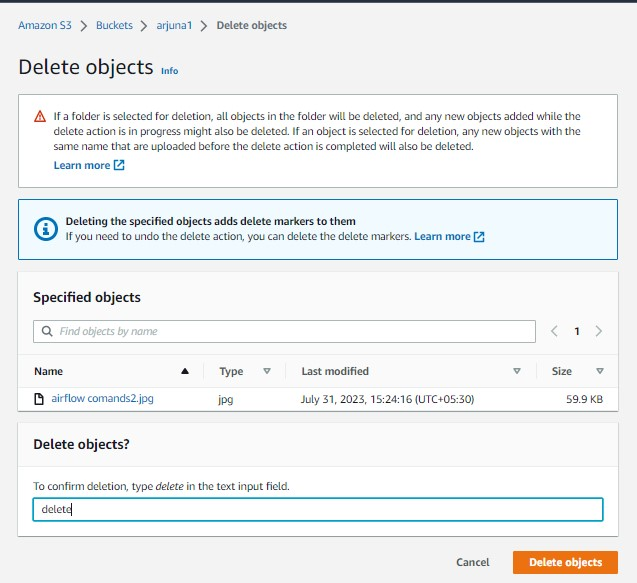 Amazon S3 > Buckets > arjuna1 > Delete objects
Delete objects Info
If a folder is selected for deletion, all objects in the folder will be deleted, and any new objects added while the
delete action is in progress might also be deleted. If an object is selected for deletion, any new objects with the
same name that are uploaded before the delete action is completed will also be deleted.
Learn more
Deleting the specified objects adds delete markers to them
If you need to undo the delete action, you can delete the delete markers. Learn more
Specified objects
Find objects by name < 1 >
Name Type Last modified Size
airflow comands2.jpg jpg July 31, 2023, 15:24:16 (UTC+05:30) 59.9 KB
Delete objects?
To confirm deletion, type delete in the text input field.
delete
Cancel Delete objects